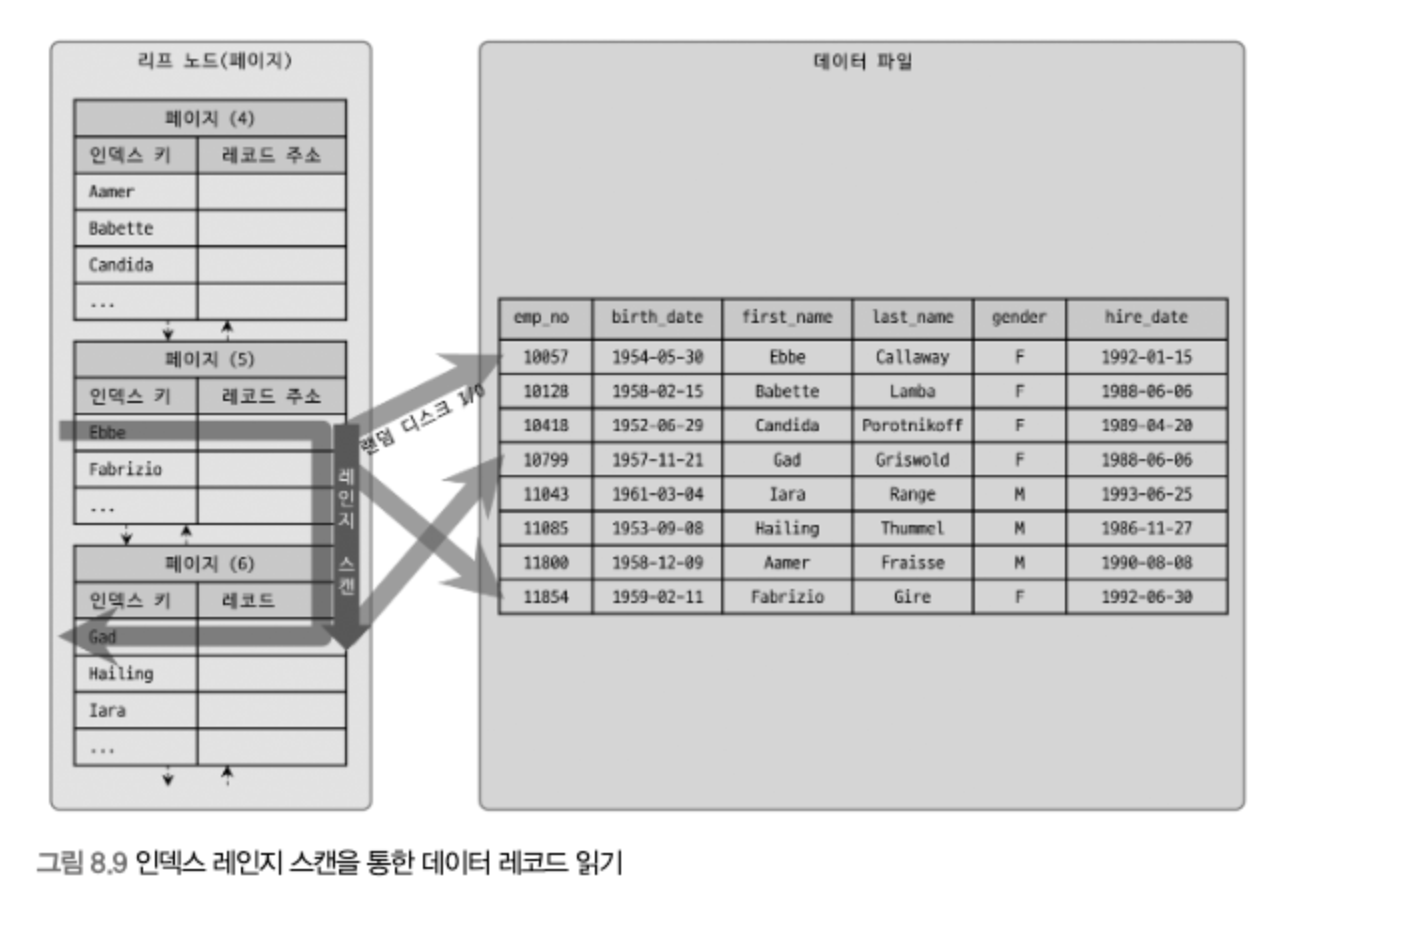 리프 노드(페이지)
페이지 (4)
인덱스 키 레코드 주소
Aamer
Babette
Candida
...
페이지 (5)
인덱스 키 레코드 주소
Ebbe
Fabrizio
...
페이지 (6)
인덱스 키 레코드
Gad
Hailing
Iara
...
레인지 스캔
랜덤 디스크 I/O
데이터 파일
emp_no birth_date first_name last_name gender hire_date
10057 1954-05-30 Ebbe Callaway F 1992-01-15
10128 1958-02-15 Babette Lamba F 1988-06-06
10418 1952-06-29 Candida Porotnikoff F 1989-04-20
10799 1957-11-21 Gad Griswold F 1988-06-06
11043 1961-03-04 Iara Range M 1993-06-25
11085 1953-09-08 Hailing Thummel M 1986-11-27
11800 1958-12-09 Aamer Fraisse M 1990-08-08
11854 1959-02-11 Fabrizio Gire F 1992-06-30
그림 8.9 인덱스 레인지 스캔을 통한 데이터 레코드 읽기